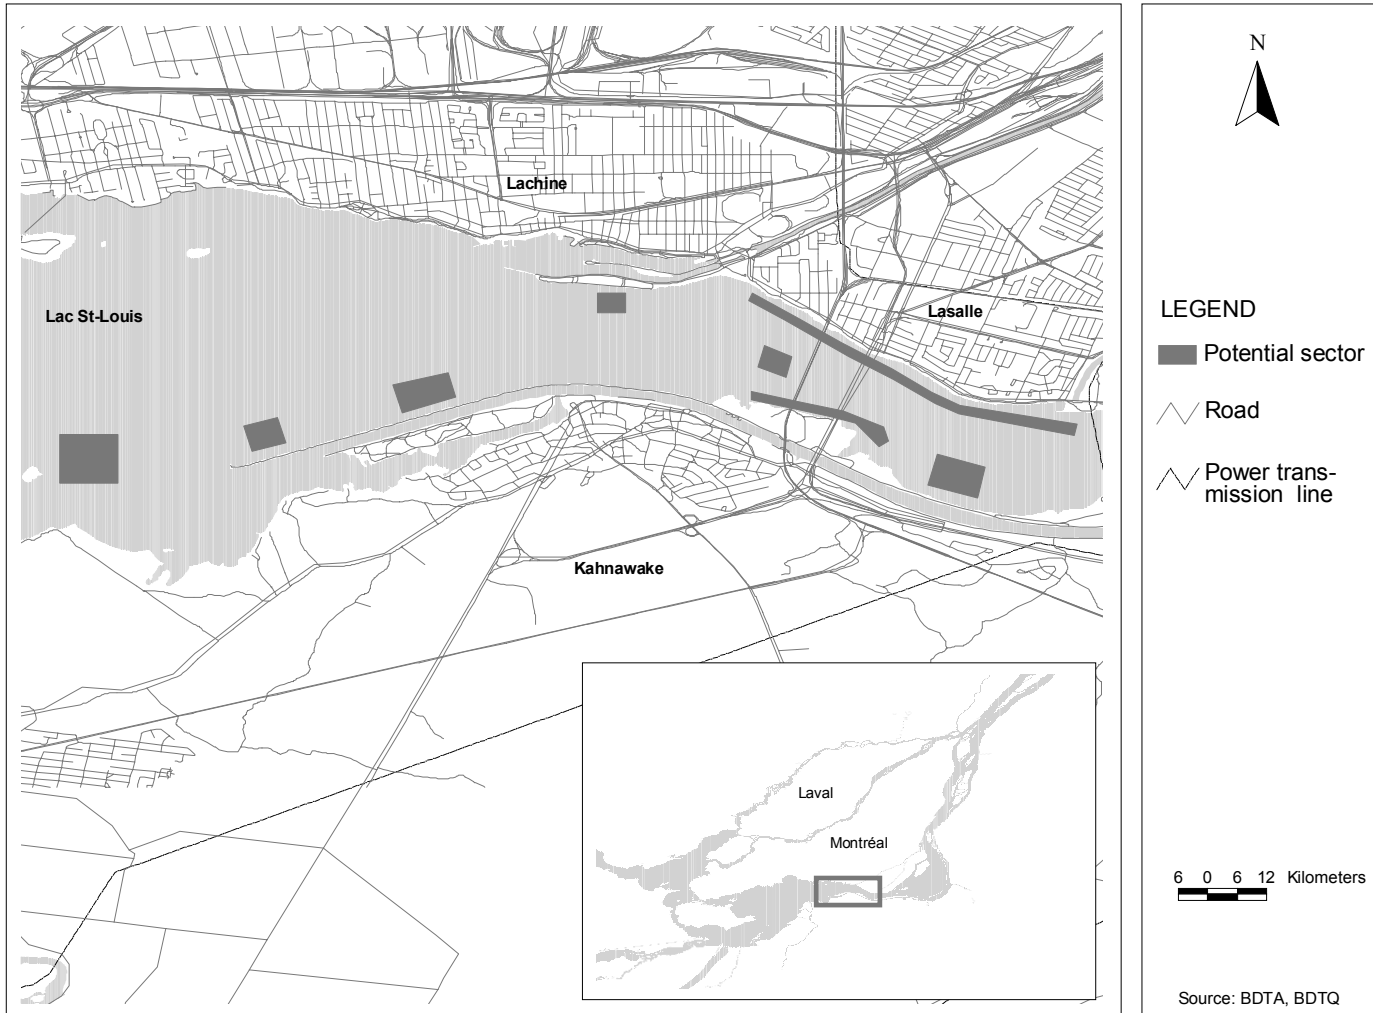 Lachine
Lac St-Louis
Lasalle
Kahnawake
Laval
Montréal
N
LEGEND
Potential sector
Road
Power trans-
mission line
6 0 6 12 Kilometers
Source: BDTA, BDTQ